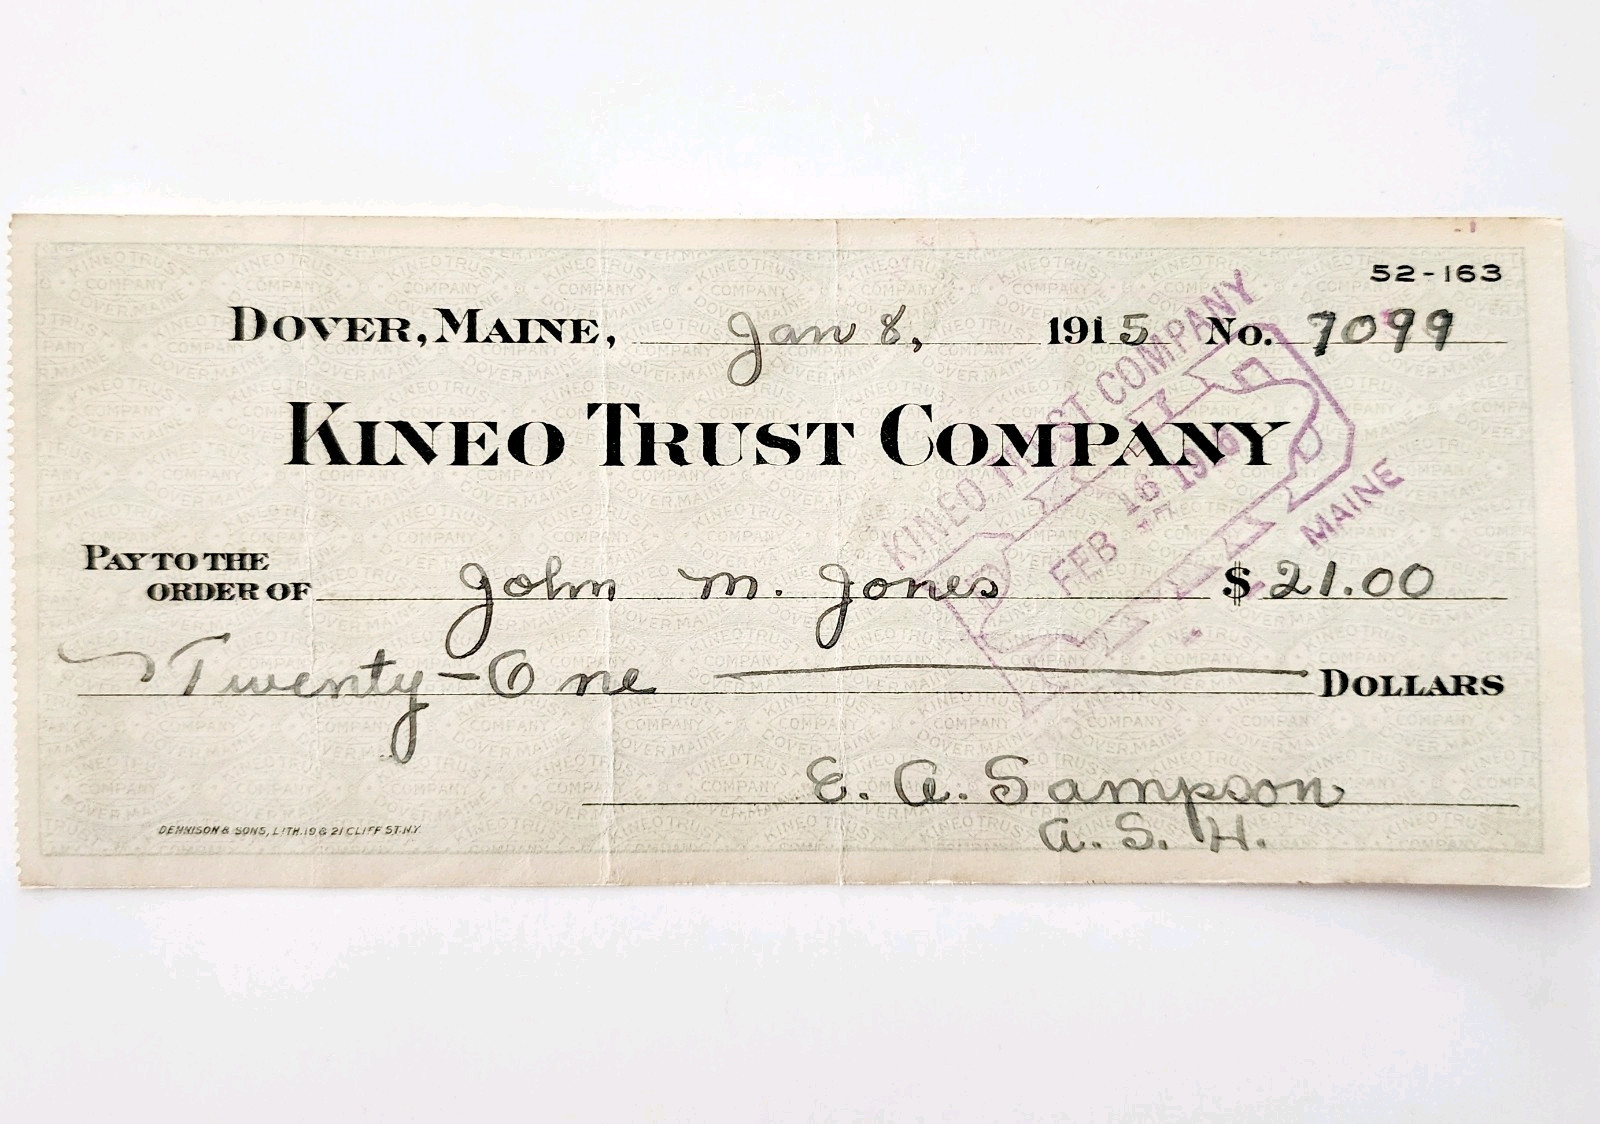 52-163
DOVER, MAINE, Jan 8, 1915 No. 7099
KINEO TRUST COMPANY
PAY TO THE
ORDER OF John M. Jones $21.00
Twenty-One DOLLARS
E. A. Sampson
A. S. H.
DENNISON & SONS, LITH. 19 & 21 CLIFF ST. N.Y.
KINEO TRUST COMPANY
FEB 16
MAINE